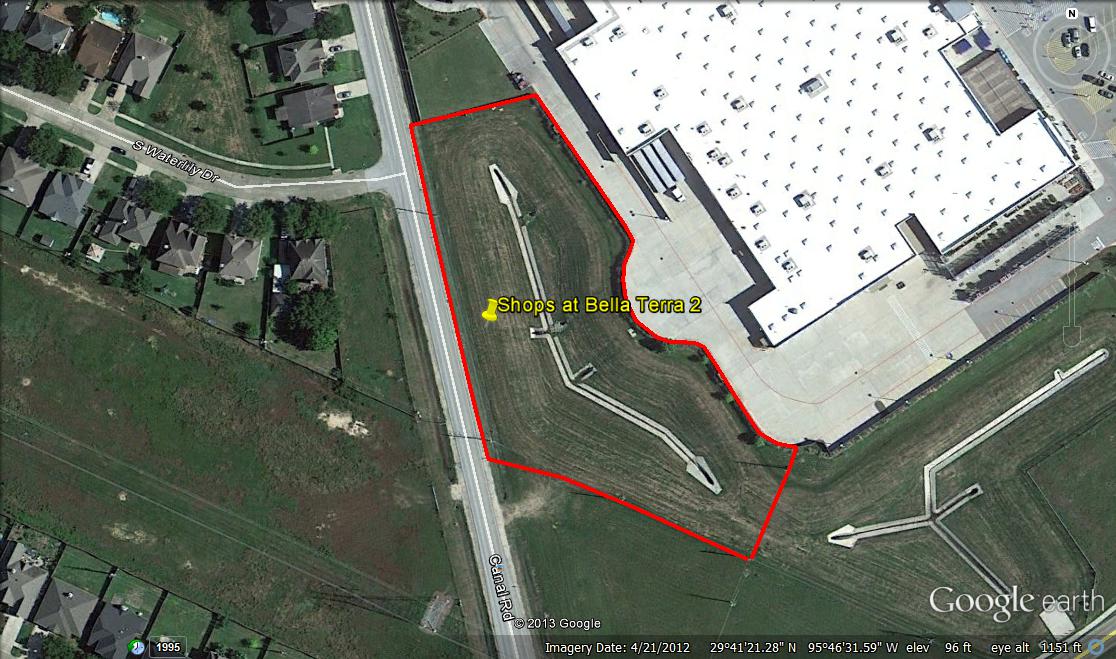 N
S Waterlily Dr
Shops at Bella Terra 2
Canal Rd
Google earth
© 2013 Google
1995
Imagery Date: 4/21/2012 29°41'21.28" N 95°46'31.59" W elev 96 ft eye alt 1151 ft